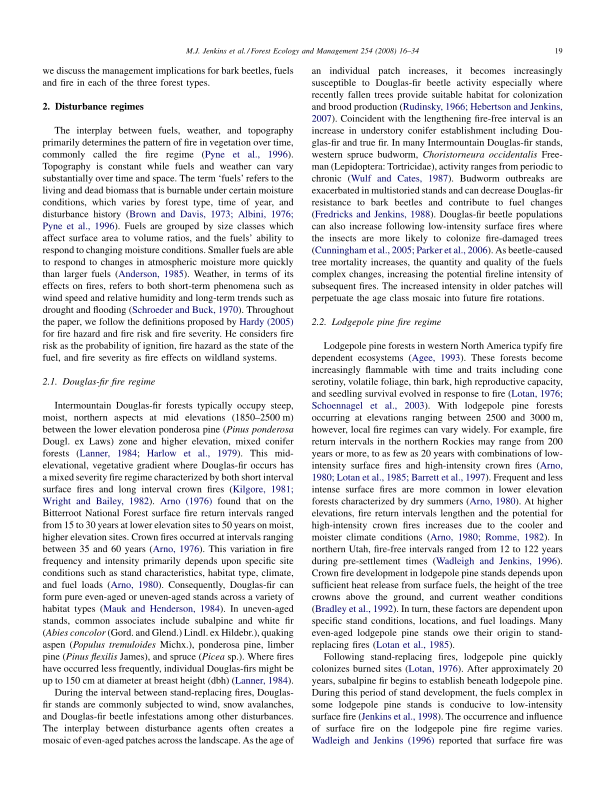 M.J. Jenkins et al. / Forest Ecology and Management 254 (2008) 16–34
19
we discuss the management implications for bark beetles, fuels
and fire in each of the three forest types.
2. Disturbance regimes
The interplay between fuels, weather, and topography
primarily determines the pattern of fire in vegetation over time,
commonly called the fire regime (Pyne et al., 1996).
Topography is constant while fuels and weather can vary
substantially over time and space. The term ‘fuels’ refers to the
living and dead biomass that is burnable under certain moisture
conditions, which varies by forest type, time of year, and
disturbance history (Brown and Davis, 1973; Albini, 1976;
Pyne et al., 1996). Fuels are grouped by size classes which
affect surface area to volume ratios, and the fuels’ ability to
respond to changing moisture conditions. Smaller fuels are able
to respond to changes in atmospheric moisture more quickly
than larger fuels (Anderson, 1985). Weather, in terms of its
effects on fires, refers to both short-term phenomena such as
wind speed and relative humidity and long-term trends such as
drought and flooding (Schroeder and Buck, 1970). Throughout
the paper, we follow the definitions proposed by Hardy (2005)
for fire hazard and fire risk and fire severity. He considers fire
risk as the probability of ignition, fire hazard as the state of the
fuel, and fire severity as fire effects on wildland systems.
2.1. Douglas-fir fire regime
Intermountain Douglas-fir forests typically occupy steep,
moist, northern aspects at mid elevations (1850–2500 m)
between the lower elevation ponderosa pine (Pinus ponderosa
Dougl. ex Laws) zone and higher elevation, mixed conifer
forests (Lanner, 1984; Harlow et al., 1979). This mid-
elevational, vegetative gradient where Douglas-fir occurs has
a mixed severity fire regime characterized by both short interval
surface fires and long interval crown fires (Kilgore, 1981;
Wright and Bailey, 1982). Arno (1976) found that on the
Bitterroot National Forest surface fire return intervals ranged
from 15 to 30 years at lower elevation sites to 50 years on moist,
higher elevation sites. Crown fires occurred at intervals ranging
between 35 and 60 years (Arno, 1976). This variation in fire
frequency and intensity primarily depends upon specific site
conditions such as stand characteristics, habitat type, climate,
and fuel loads (Arno, 1980). Consequently, Douglas-fir can
form pure even-aged or uneven-aged stands across a variety of
habitat types (Mauk and Henderson, 1984). In uneven-aged
stands, common associates include subalpine and white fir
(Abies concolor (Gord. and Glend.) Lindl. ex Hildebr.), quaking
aspen (Populus tremuloides Michx.), ponderosa pine, limber
pine (Pinus flexilis James), and spruce (Picea sp.). Where fires
have occurred less frequently, individual Douglas-firs might be
up to 150 cm at diameter at breast height (dbh) (Lanner, 1984).
During the interval between stand-replacing fires, Douglas-
fir stands are commonly subjected to wind, snow avalanches,
and Douglas-fir beetle infestations among other disturbances.
The interplay between disturbance agents often creates a
mosaic of even-aged patches across the landscape. As the age of
an individual patch increases, it becomes increasingly
susceptible to Douglas-fir beetle activity especially where
recently fallen trees provide suitable habitat for colonization
and brood production (Rudinsky, 1966; Hebertson and Jenkins,
2007). Coincident with the lengthening fire-free interval is an
increase in understory conifer establishment including Dou-
glas-fir and true fir. In many Intermountain Douglas-fir stands,
western spruce budworm, Choristoneura occidentalis Free-
man (Lepidoptera: Tortricidae), activity ranges from periodic to
chronic (Wulf and Cates, 1987). Budworm outbreaks are
exacerbated in multistoried stands and can decrease Douglas-fir
resistance to bark beetles and contribute to fuel changes
(Fredricks and Jenkins, 1988). Douglas-fir beetle populations
can also increase following low-intensity surface fires where
the insects are more likely to colonize fire-damaged trees
(Cunningham et al., 2005; Parker et al., 2006). As beetle-caused
tree mortality increases, the quantity and quality of the fuels
complex changes, increasing the potential fireline intensity of
subsequent fires. The increased intensity in older patches will
perpetuate the age class mosaic into future fire rotations.
2.2. Lodgepole pine fire regime
Lodgepole pine forests in western North America typify fire
dependent ecosystems (Agee, 1993). These forests become
increasingly flammable with time and traits including cone
serotiny, volatile foliage, thin bark, high reproductive capacity,
and seedling survival evolved in response to fire (Lotan, 1976;
Schoennagel et al., 2003). With lodgepole pine forests
occurring at elevations ranging between 2500 and 3000 m,
however, local fire regimes can vary widely. For example, fire
return intervals in the northern Rockies may range from 200
years or more, to as few as 20 years with combinations of low-
intensity surface fires and high-intensity crown fires (Arno,
1980; Lotan et al., 1985; Barrett et al., 1997). Frequent and less
intense surface fires are more common in lower elevation
forests characterized by dry summers (Arno, 1980). At higher
elevations, fire return intervals lengthen and the potential for
high-intensity crown fires increases due to the cooler and
moister climate conditions (Arno, 1980; Romme, 1982). In
northern Utah, fire-free intervals ranged from 12 to 122 years
during pre-settlement times (Wadleigh and Jenkins, 1996).
Crown fire development in lodgepole pine stands depends upon
sufficient heat release from surface fuels, the height of the tree
crowns above the ground, and current weather conditions
(Bradley et al., 1992). In turn, these factors are dependent upon
specific stand conditions, locations, and fuel loadings. Many
even-aged lodgepole pine stands owe their origin to stand-
replacing fires (Lotan et al., 1985).
Following stand-replacing fires, lodgepole pine quickly
colonizes burned sites (Lotan, 1976). After approximately 20
years, subalpine fir begins to establish beneath lodgepole pine.
During this period of stand development, the fuels complex in
some lodgepole pine stands is conducive to low-intensity
surface fire (Jenkins et al., 1998). The occurrence and influence
of surface fire on the lodgepole pine fire regime varies.
Wadleigh and Jenkins (1996) reported that surface fire was